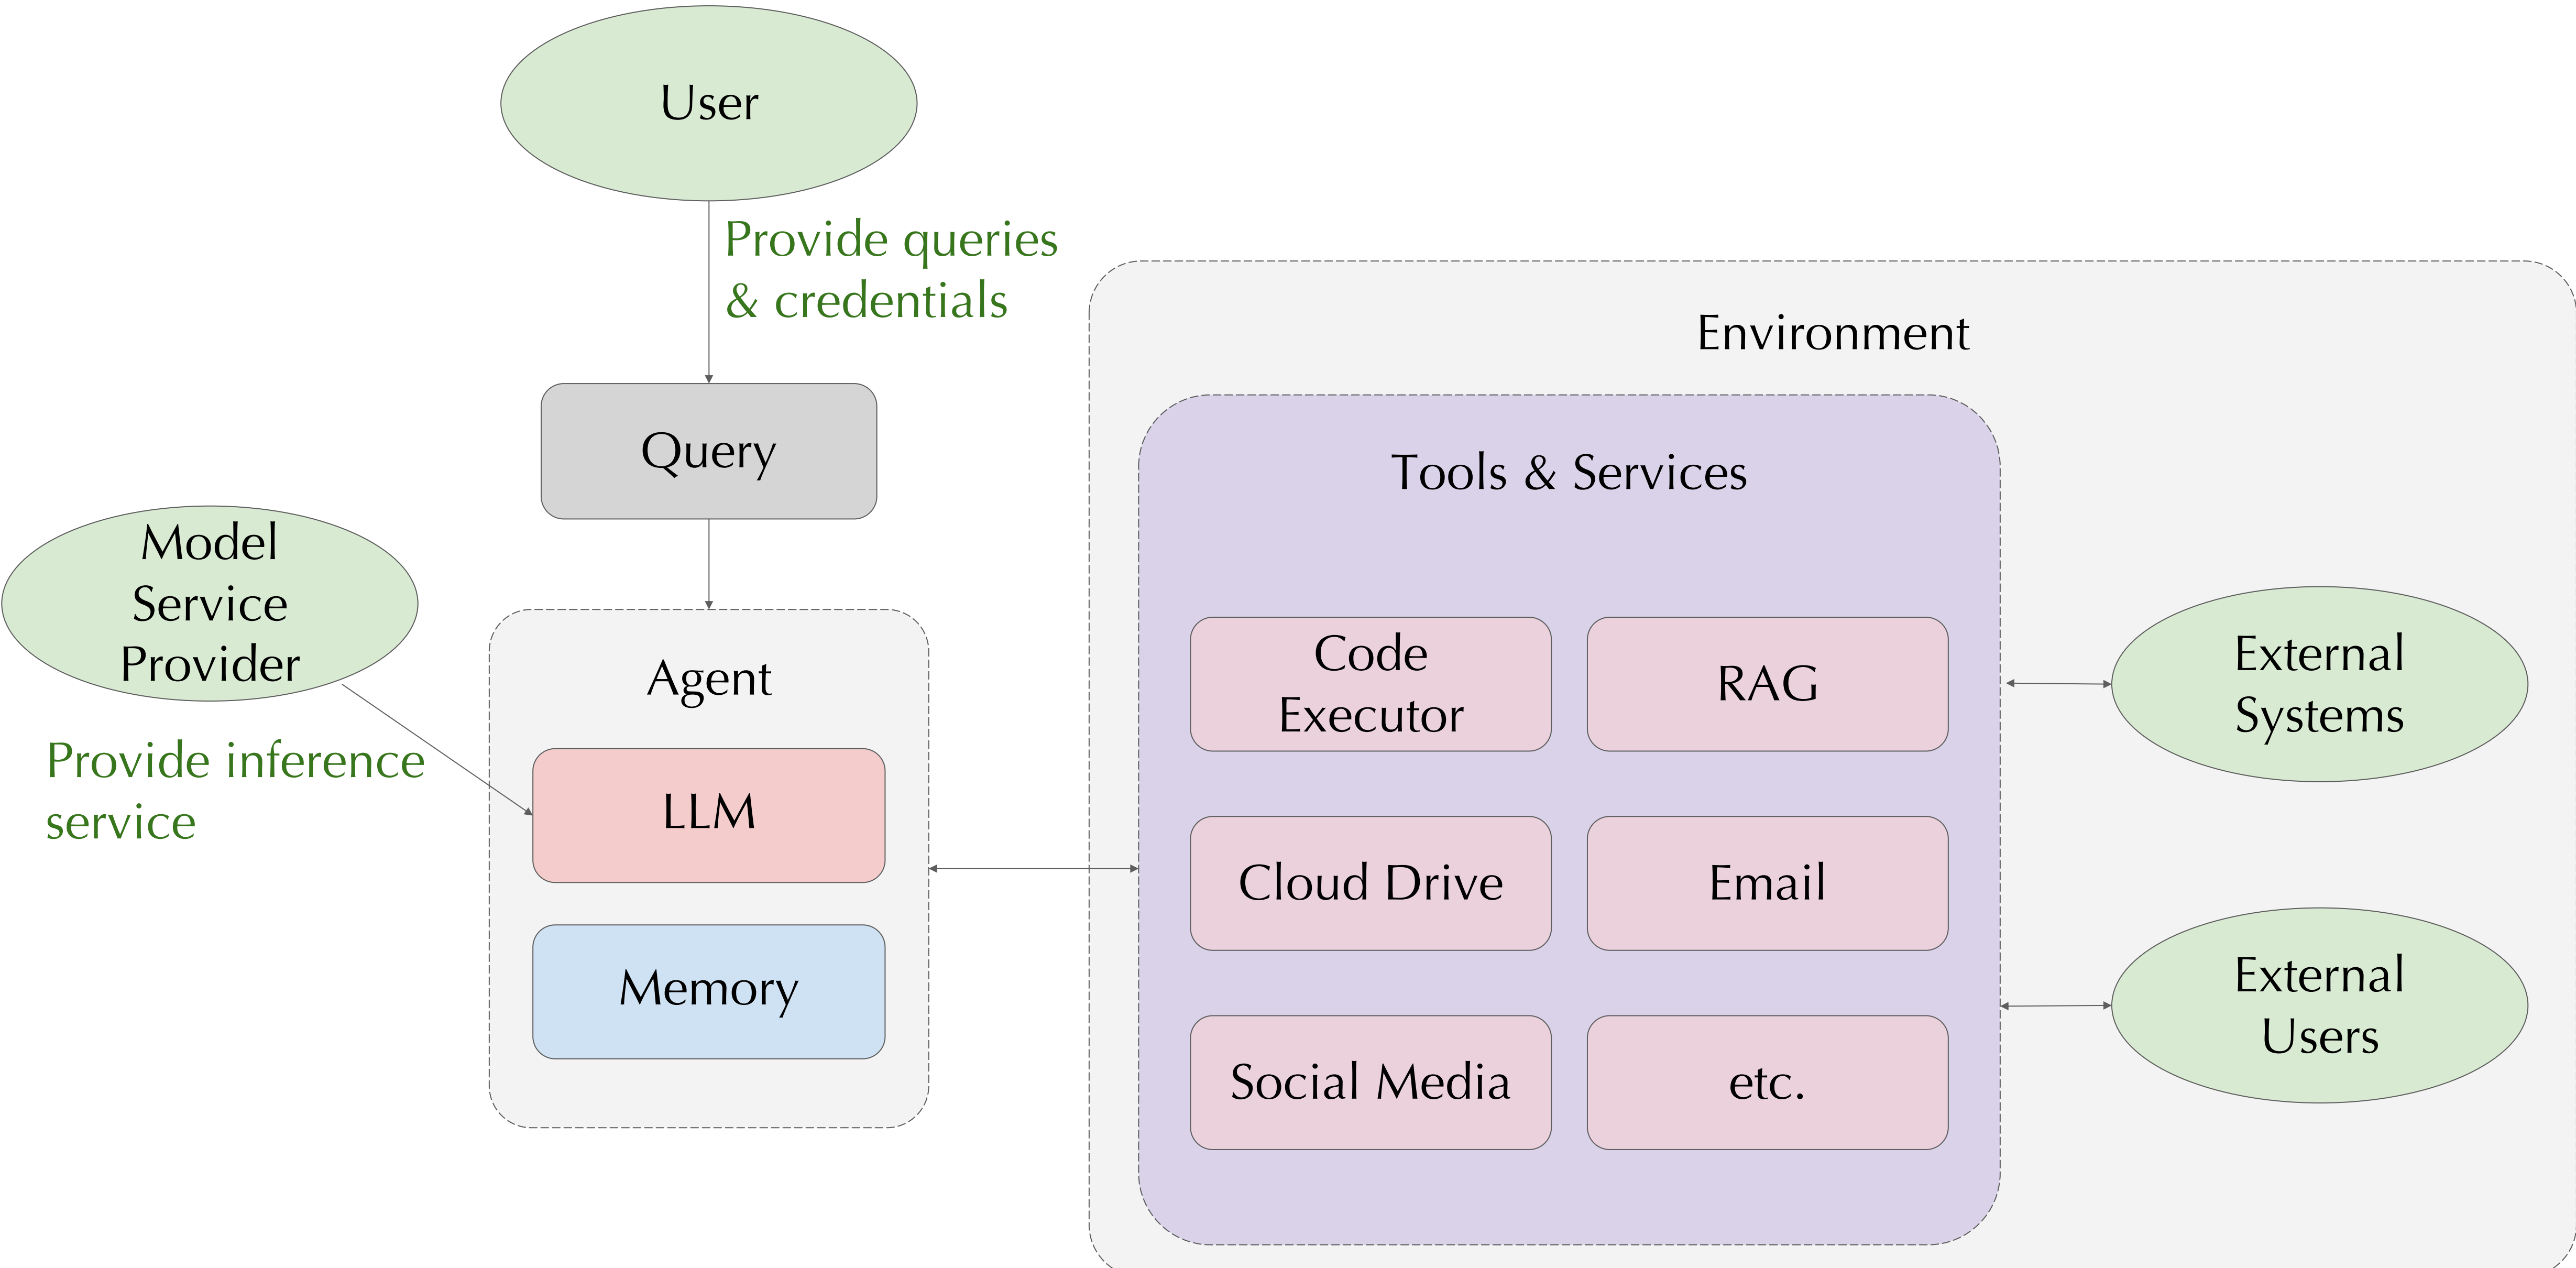 User
Provide queries
& credentials
Query
Model
Service
Provider
Provide inference
service
Agent
LLM
Memory
Environment
Tools & Services
Code
Executor
RAG
Cloud Drive
Email
Social Media
etc.
External
Systems
External
Users